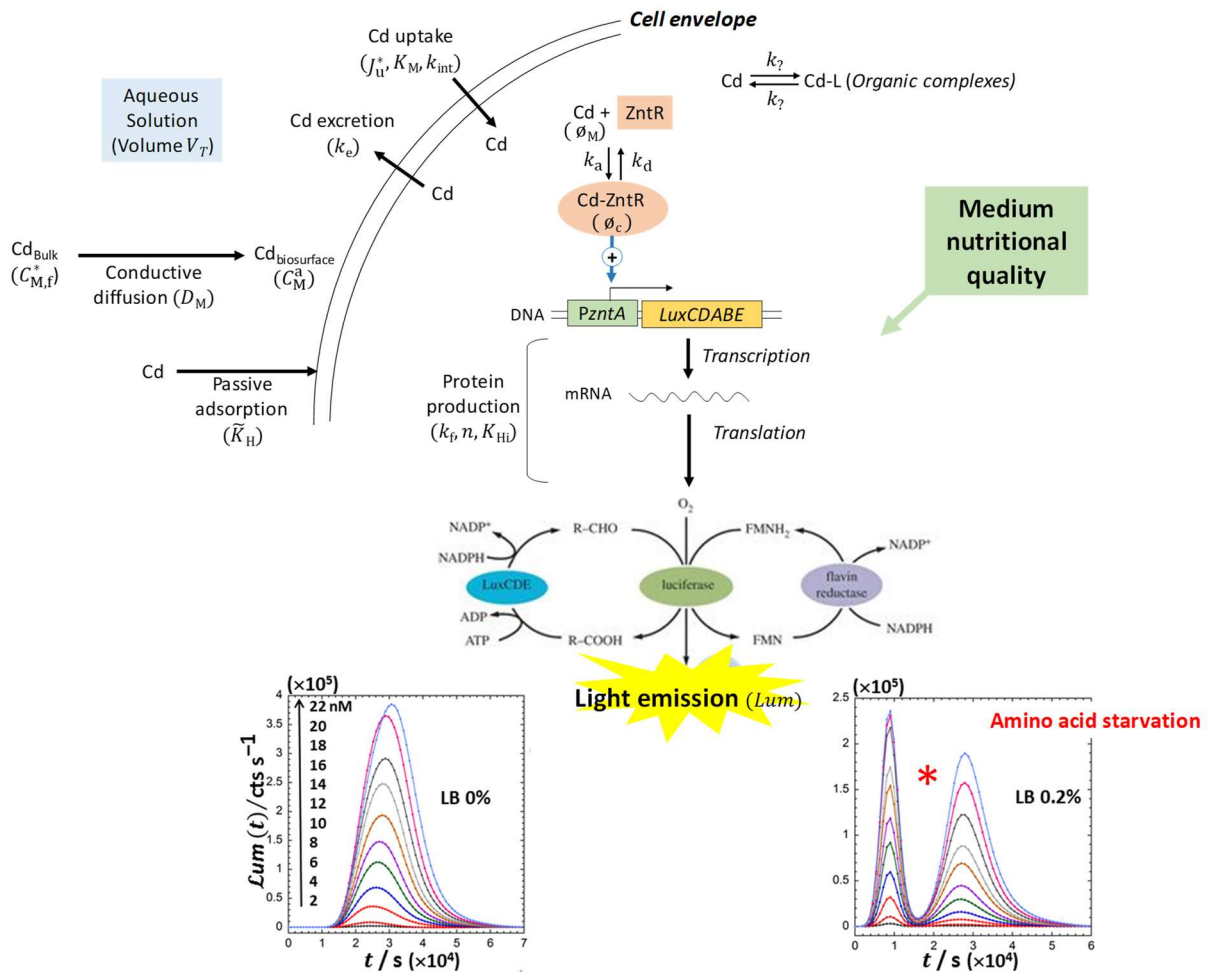 Cell envelope
Cd uptake
(J*u, KM, kint)
Cd
Aqueous
Solution
(Volume VT)
Cd excretion
(ke)
Cd
Cd
k?
k?
Cd-L (Organic complexes)
Cd +
(øM)
ZntR
ka
kd
Cd-ZntR
(øc)
+
Medium
nutritional
quality
CdBulk
(C*M,f)
Conductive
diffusion (DM)
Cdbiosurface
(CaM)
DNA
PzntA
LuxCDABE
Cd
Passive
adsorption
(K̃H)
Protein
production
(kf, n, KHi)
Transcription
mRNA
Translation
O2
NADP+
NADPH
R–CHO
FMNH2
NADP+
LuxCDE
luciferase
flavin
reductase
ADP
ATP
R–COOH
FMN
NADPH
Light emission (Lum)
(×10⁵)
4
3.5
3
2.5
2
1.5
1
0.5
0
22 nM
20
18
16
14
12
10
8
6
4
2
LB 0%
Lum (t) / cts s−1
0 1 2 3 4 5 6 7
t / s (×10⁴)
(×10⁵)
2.5
2
1.5
1
0.5
0
Amino acid starvation
*
LB 0.2%
0 1 2 3 4 5 6
t / s (×10⁴)